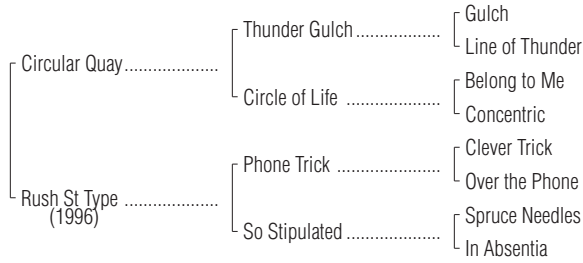 Gulch
Thunder Gulch ..................
Line of Thunder
Circular Quay ....................
Belong to Me
Circle of Life ....................
Concentric
Clever Trick
Phone Trick ......................
Over the Phone
Rush St Type ....................
(1996)
Spruce Needles
So Stipulated ....................
In Absentia